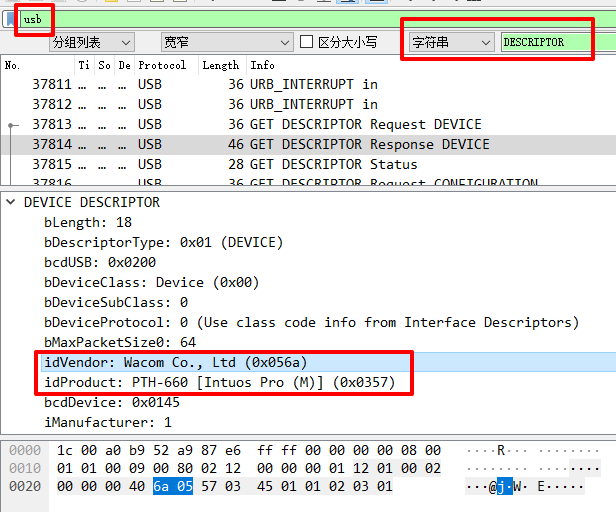 usb
分组列表 宽窄 区分大小写 字符串 DESCRIPTOR
No. Ti So De Protocol Length Info
37811 … … … USB 36 URB_INTERRUPT in
37812 … … … USB 36 URB_INTERRUPT in
37813 … … … USB 36 GET DESCRIPTOR Request DEVICE
37814 … … … USB 46 GET DESCRIPTOR Response DEVICE
37815 … … … USB 28 GET DESCRIPTOR Status
37816 … … … USB 36 GET DESCRIPTOR Request CONFIGURATION
DEVICE DESCRIPTOR
bLength: 18
bDescriptorType: 0x01 (DEVICE)
bcdUSB: 0x0200
bDeviceClass: Device (0x00)
bDeviceSubClass: 0
bDeviceProtocol: 0 (Use class code info from Interface Descriptors)
bMaxPacketSize0: 64
idVendor: Wacom Co., Ltd (0x056a)
idProduct: PTH-660 [Intuos Pro (M)] (0x0357)
bcdDevice: 0x0145
iManufacturer: 1
0000 1c 00 a0 b9 52 a9 87 e6 ff ff 00 00 00 00 08 00 ····R··· ········
0010 01 01 00 09 00 80 02 12 00 00 00 01 12 01 00 02 ········ ········
0020 00 00 00 40 6a 05 57 03 45 01 01 02 03 01 ···@j·W· E·····